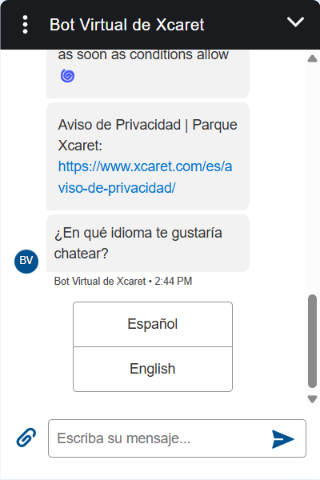 Bot Virtual de Xcaret
as soon as conditions allow
🌀
Aviso de Privacidad | Parque
Xcaret:
https://www.xcaret.com/es/a
viso-de-privacidad/
¿En qué idioma te gustaría
chatear?
BV
Bot Virtual de Xcaret • 2:44 PM
Español
English
Escriba su mensaje...